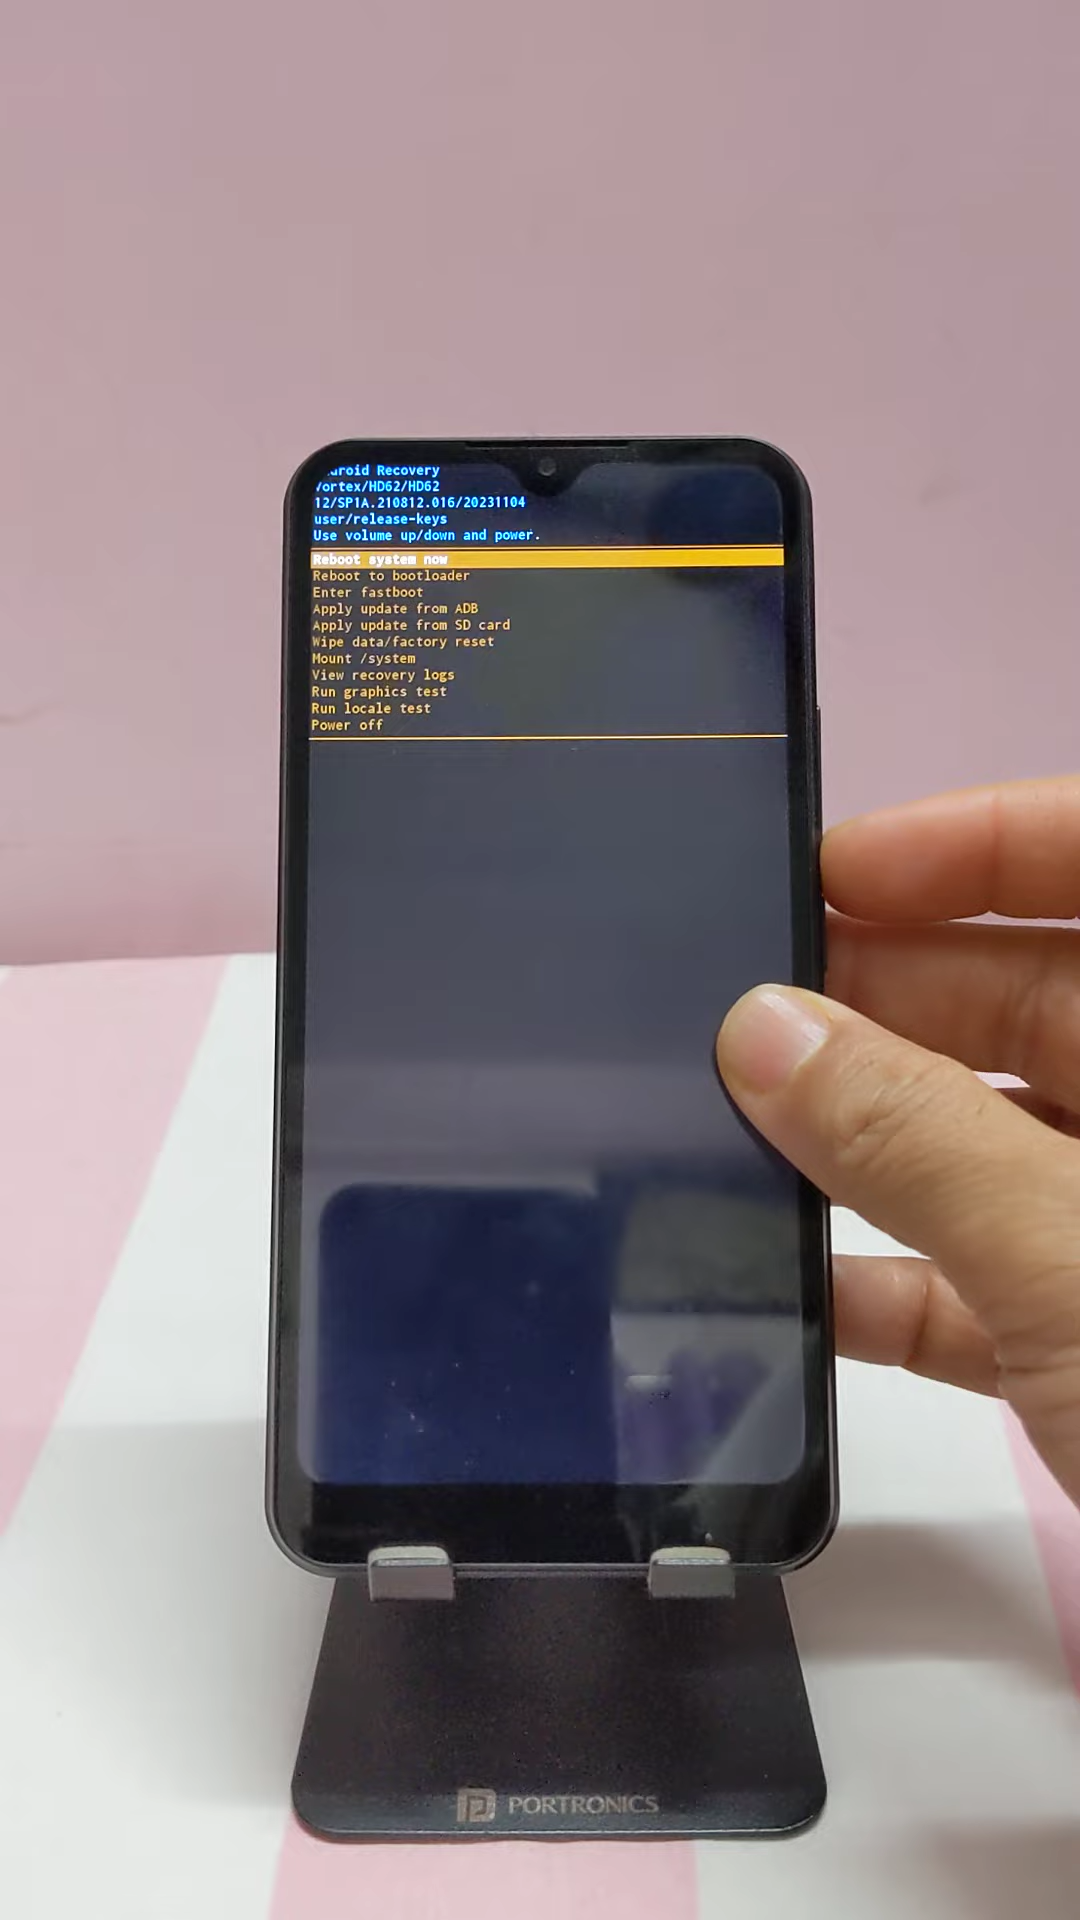 Android Recovery
Vortex/HD62/HD62
12/SP1A.210812.016/20231104
user/release-keys
Use volume up/down and power.
Reboot system now
Reboot to bootloader
Enter fastboot
Apply update from ADB
Apply update from SD card
Wipe data/factory reset
Mount /system
View recovery logs
Run graphics test
Run locale test
Power off
PORTRONICS